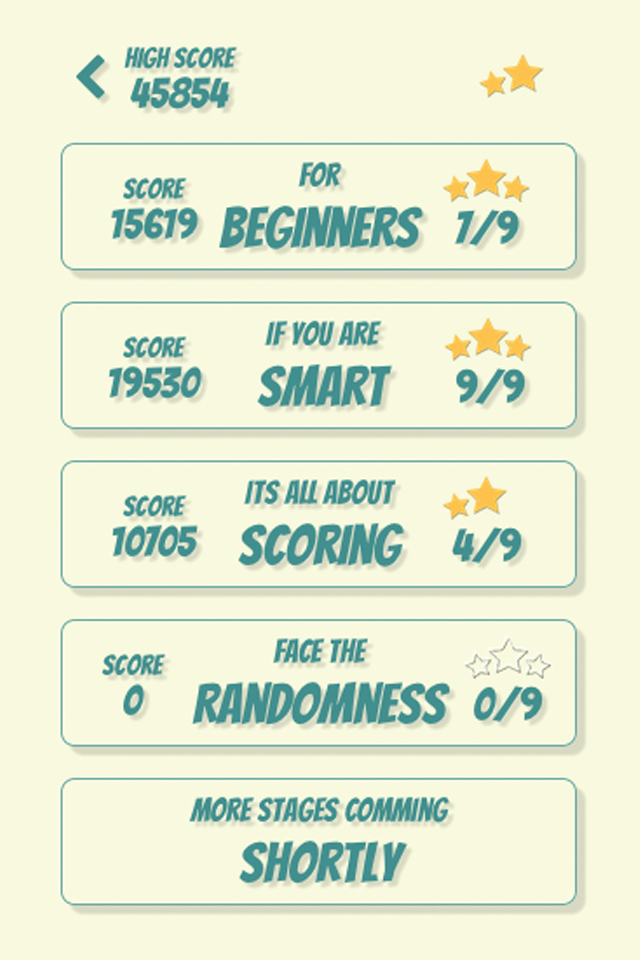 HIGH SCORE
45854
FOR
SCORE
15619
BEGINNERS
7/9
IF YOU ARE
SCORE
19530
SMART
9/9
ITS ALL ABOUT
SCORE
10705
SCORING
4/9
FACE THE
SCORE
0
RANDOMNESS
0/9
MORE STAGES COMMING
SHORTLY